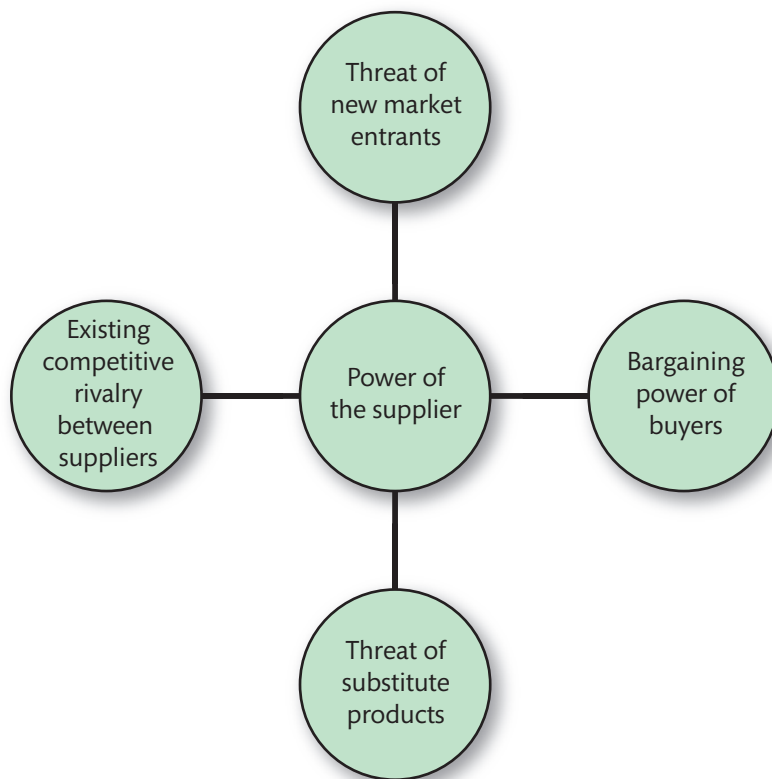 Threat of
new market
entrants
Existing
competitive
rivalry
between
suppliers
Power of
the supplier
Bargaining
power of
buyers
Threat of
substitute
products